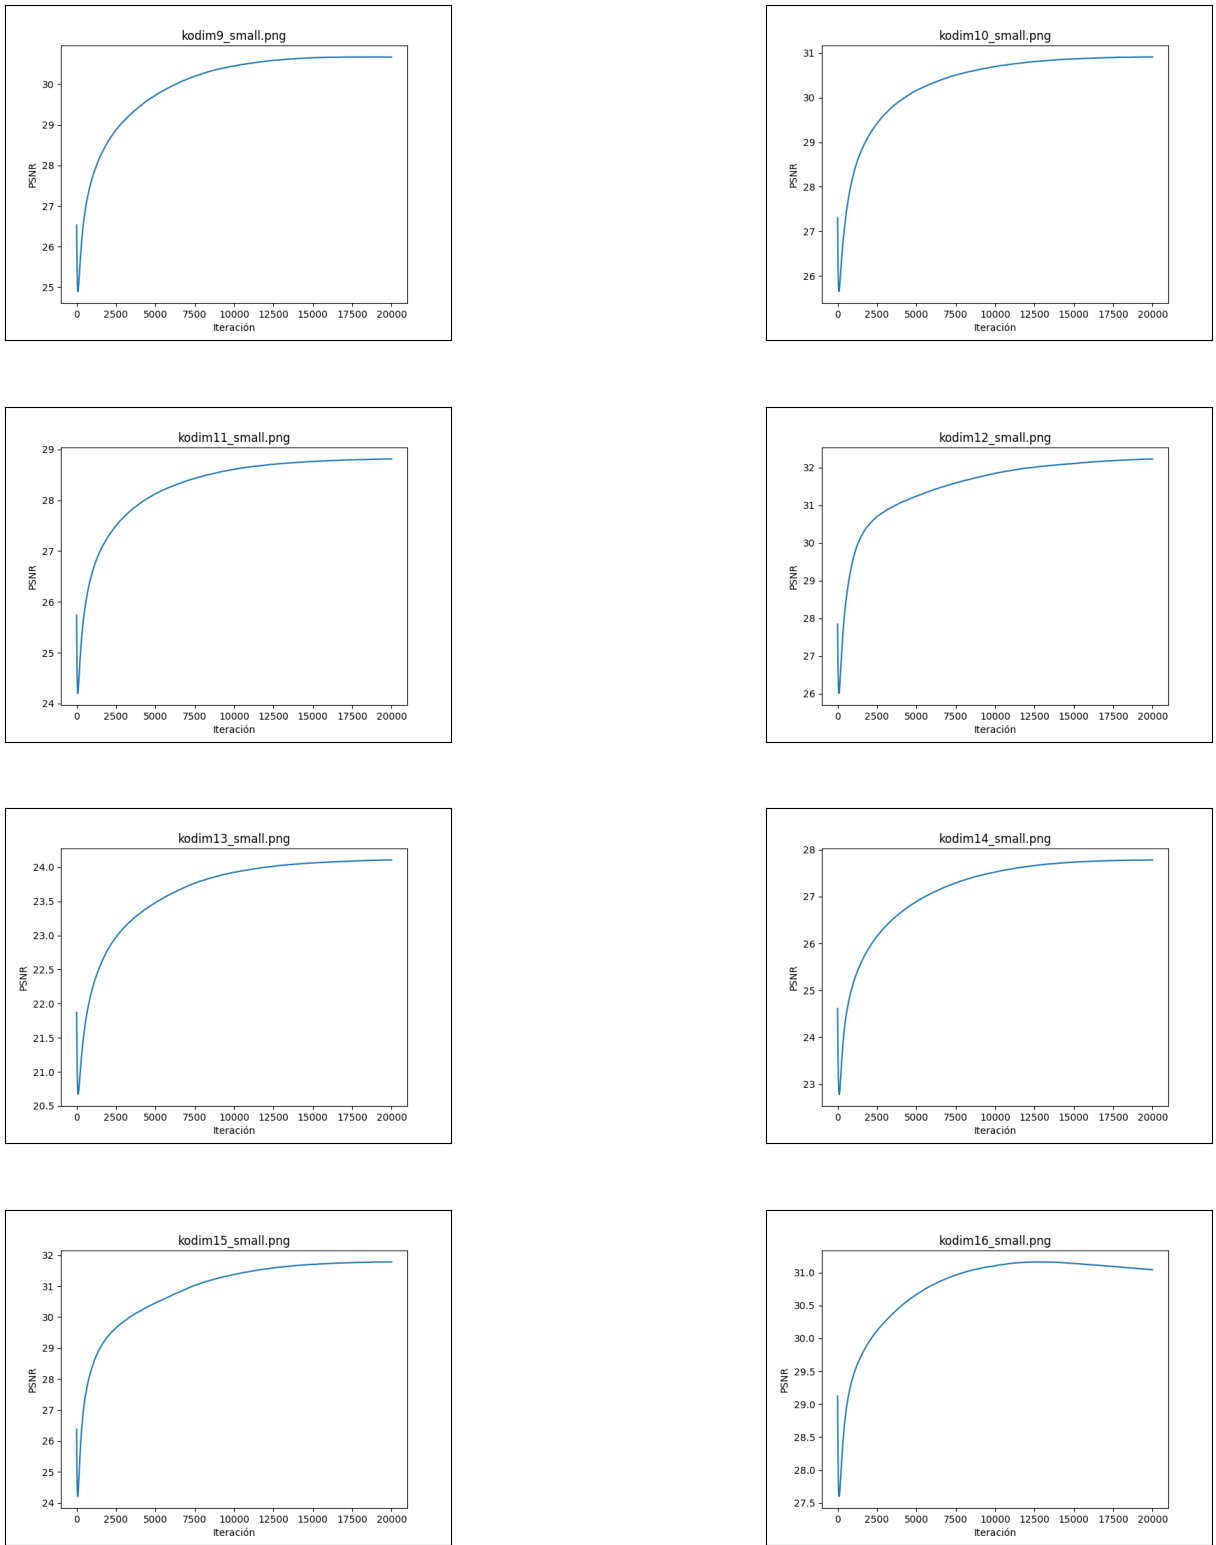 kodim9_small.png
PSNR
30
29
28
27
26
25
0 2500 5000 7500 10000 12500 15000 17500 20000
Iteración
kodim10_small.png
PSNR
31
30
29
28
27
26
0 2500 5000 7500 10000 12500 15000 17500 20000
Iteración
kodim11_small.png
PSNR
29
28
27
26
25
24
0 2500 5000 7500 10000 12500 15000 17500 20000
Iteración
kodim12_small.png
PSNR
32
31
30
29
28
27
26
0 2500 5000 7500 10000 12500 15000 17500 20000
Iteración
kodim13_small.png
PSNR
24.0
23.5
23.0
22.5
22.0
21.5
21.0
20.5
0 2500 5000 7500 10000 12500 15000 17500 20000
Iteración
kodim14_small.png
PSNR
28
27
26
25
24
23
0 2500 5000 7500 10000 12500 15000 17500 20000
Iteración
kodim15_small.png
PSNR
32
31
30
29
28
27
26
25
24
0 2500 5000 7500 10000 12500 15000 17500 20000
Iteración
kodim16_small.png
PSNR
31.0
30.5
30.0
29.5
29.0
28.5
28.0
27.5
0 2500 5000 7500 10000 12500 15000 17500 20000
Iteración